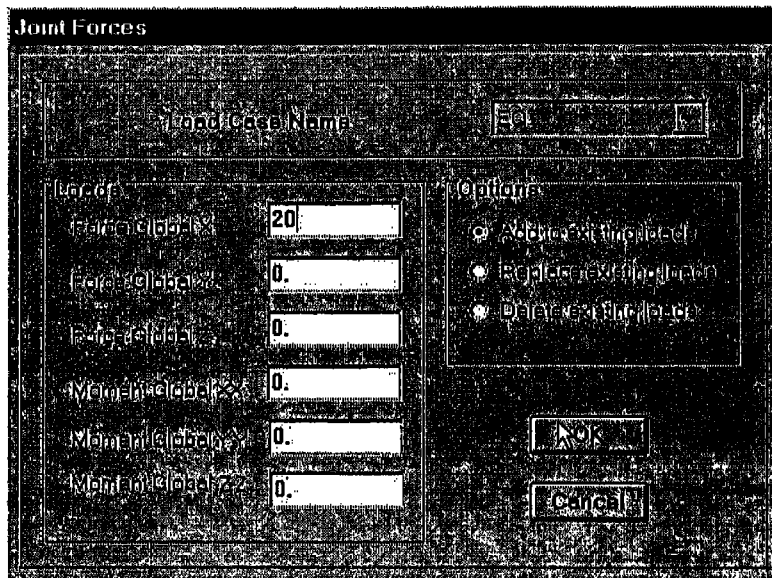 Joint Forces
Load Case Name
EQ
Loads
Force Global X
20
Force Global Y
0.
Force Global Z
0.
Moment Global XX
0.
Moment Global YY
0.
Moment Global ZZ
0.
Options
Add to existing loads
Replace existing loads
Delete existing loads
OK
Cancel